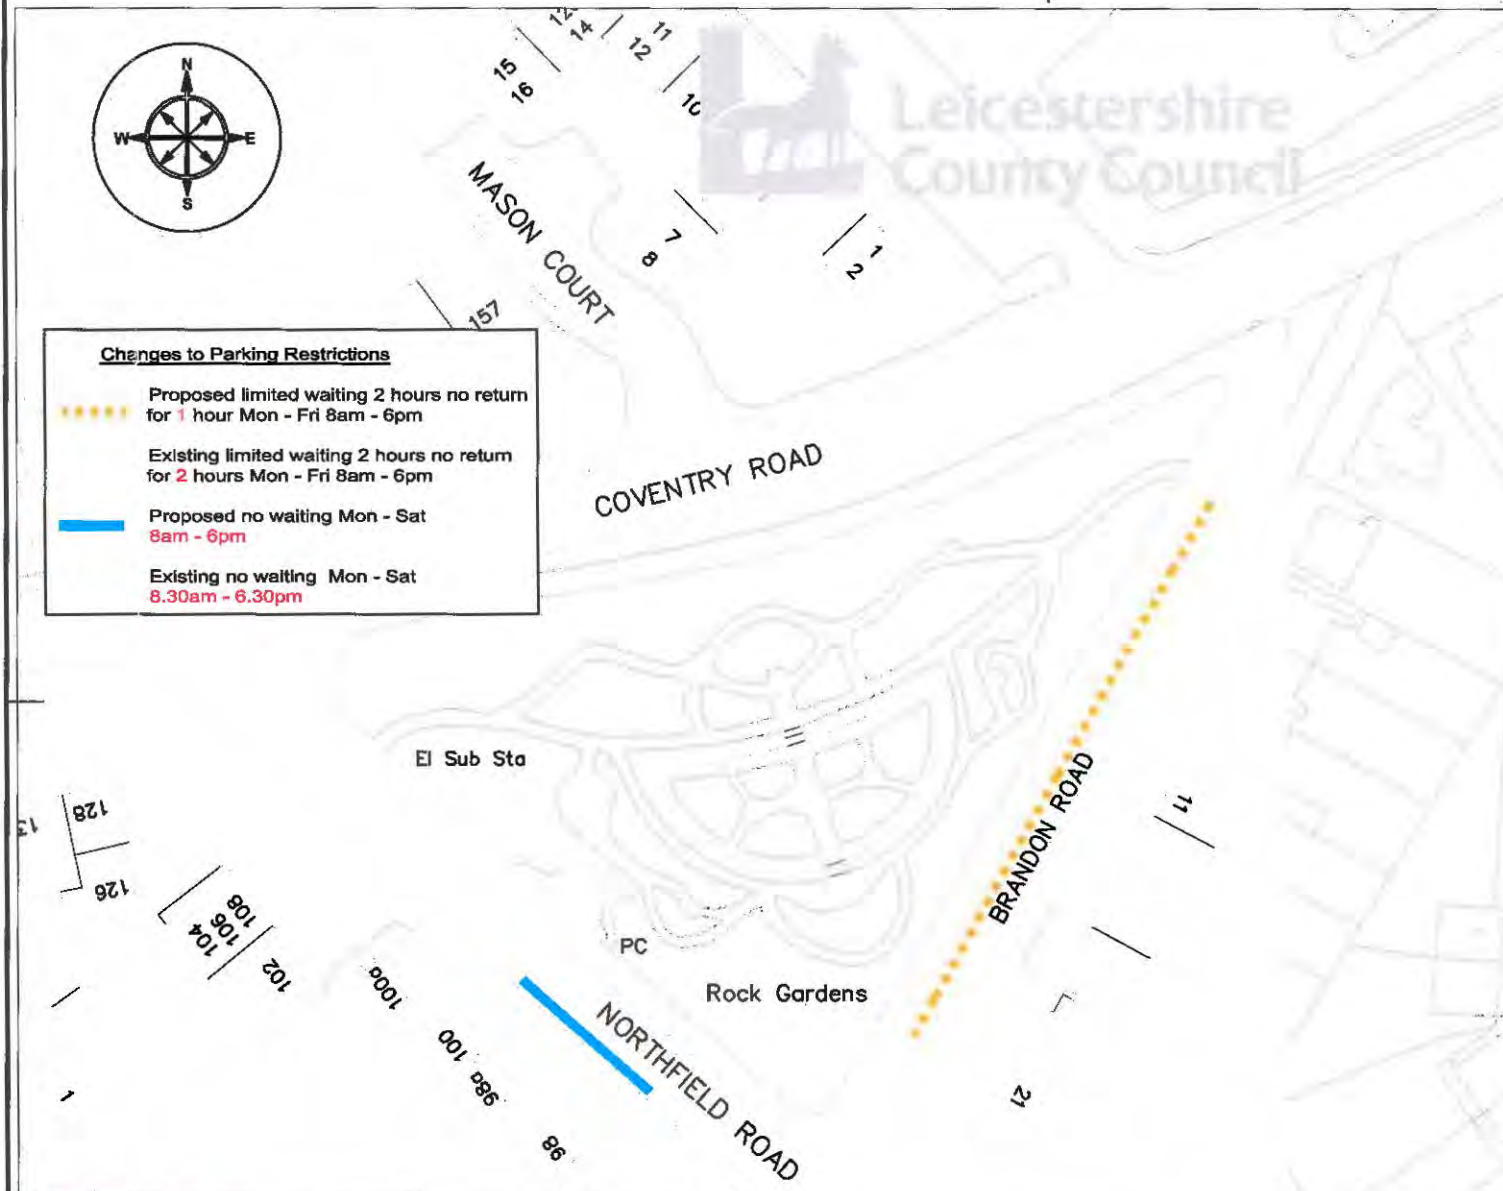 N
W E
S
12
14
11
12
15
16
10
Leicestershire
County Council
MASON COURT
7
8
1
2
157
Changes to Parking Restrictions
Proposed limited waiting 2 hours no return
for 1 hour Mon - Fri 8am - 6pm
Existing limited waiting 2 hours no return
for 2 hours Mon - Fri 8am - 6pm
Proposed no waiting Mon - Sat
8am - 6pm
Existing no waiting Mon - Sat
8.30am - 6.30pm
COVENTRY ROAD
El Sub Sta
128
126
108
106
104
102
100a
100
98a
98
1
PC
Rock Gardens
NORTHFIELD ROAD
BRANDON ROAD
11
21